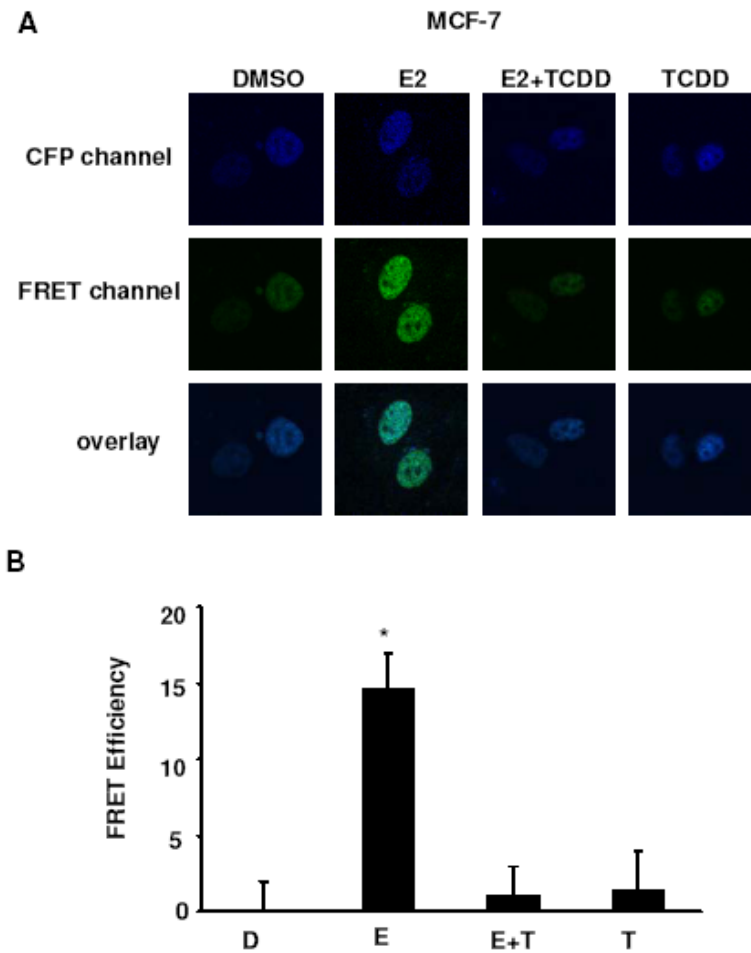 A
MCF-7
DMSO E2 E2+TCDD TCDD
CFP channel
FRET channel
overlay
B
FRET Efficiency
20
15
10
5
0
*
D E E+T T